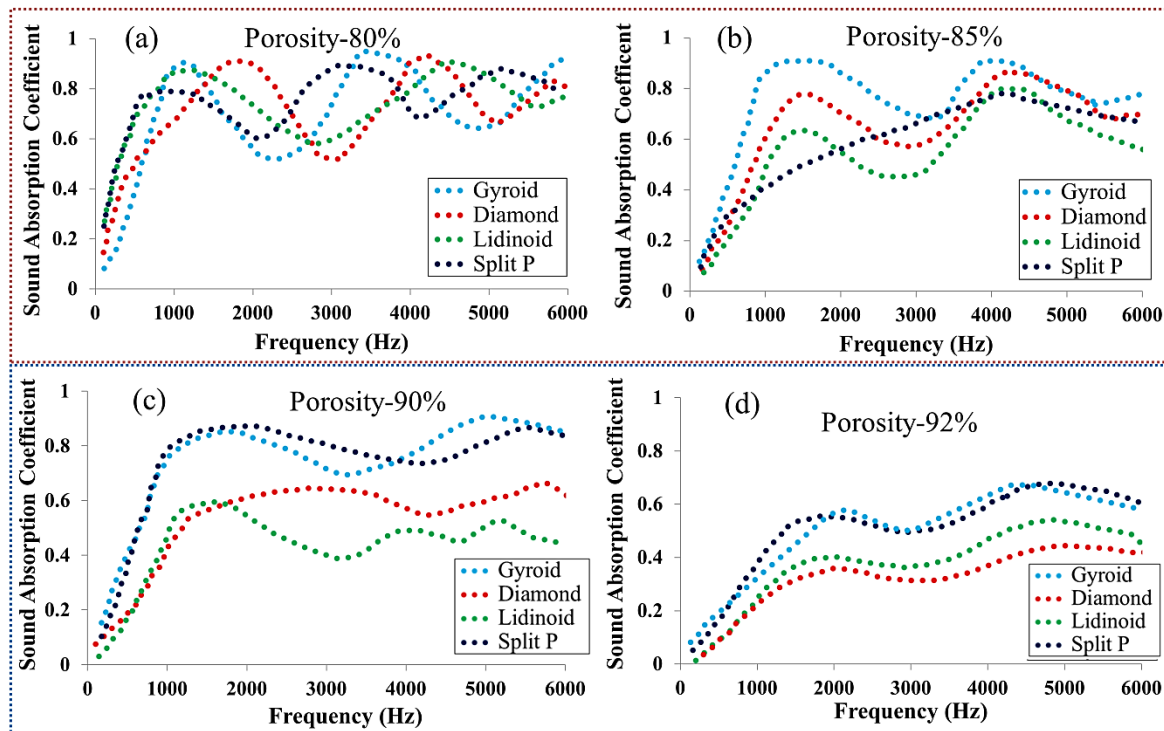 (a)
Porosity-80%
Sound Absorption Coefficient
1
0.8
0.6
0.4
0.2
0
Gyroid
Diamond
Lidinoid
Split P
0 1000 2000 3000 4000 5000 6000
Frequency (Hz)
(b)
Porosity-85%
Sound Absorption Coefficient
1
0.8
0.6
0.4
0.2
0
Gyroid
Diamond
Lidinoid
Split P
0 1000 2000 3000 4000 5000 6000
Frequency (Hz)
(c)
Porosity-90%
Sound Absorption Coefficient
1
0.8
0.6
0.4
0.2
0
Gyroid
Diamond
Lidinoid
Split P
0 1000 2000 3000 4000 5000 6000
Frequency (Hz)
(d)
Porosity-92%
Sound Absorption Coefficient
1
0.8
0.6
0.4
0.2
0
Gyroid
Diamond
Lidinoid
Split P
0 1000 2000 3000 4000 5000 6000
Frequency (Hz)